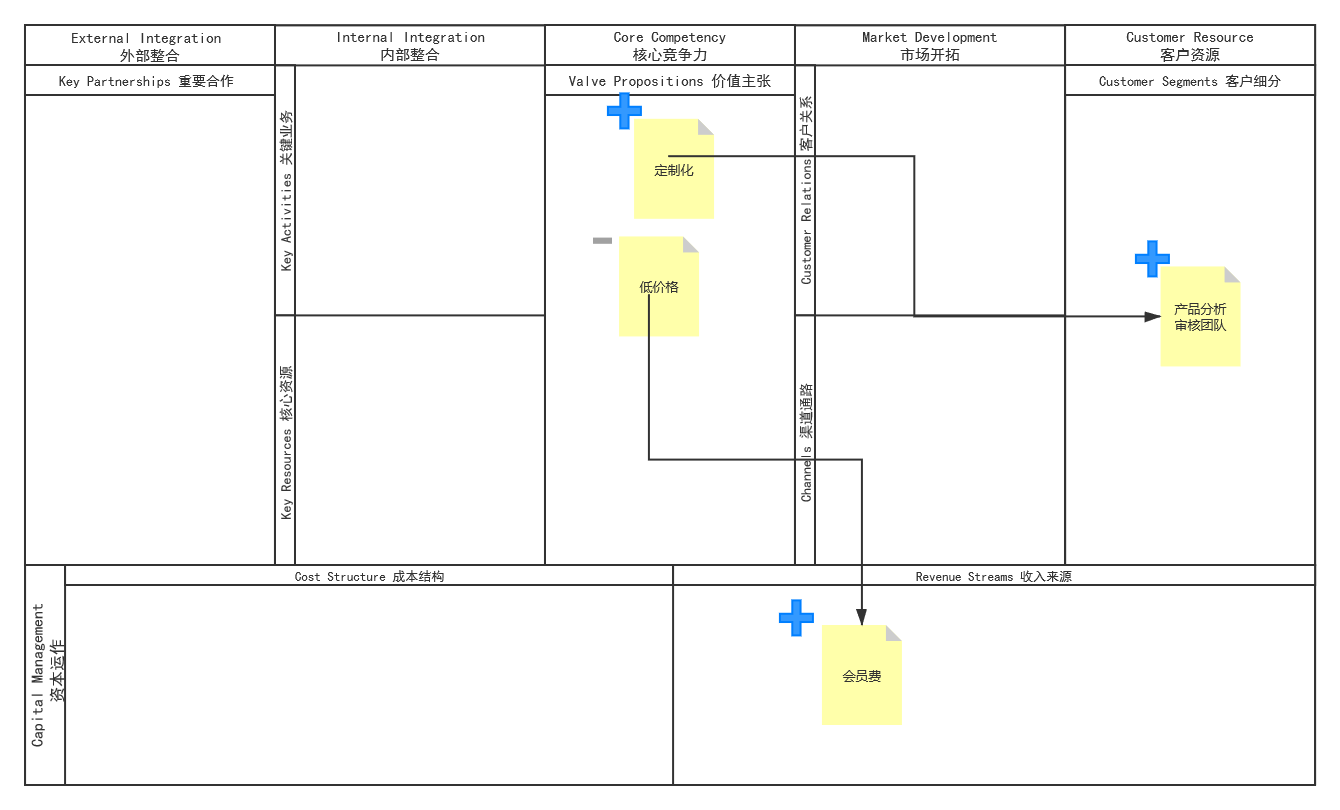 External Integration
外部整合
Internal Integration
内部整合
Core Competency
核心竞争力
Market Development
市场开拓
Customer Resource
客户资源
Key Partnerships 重要合作
Key Activities 关键业务
Key Resources 核心资源
Valve Propositions 价值主张
定制化
低价格
Customer Relations 客户关系
Channels 渠道通路
Customer Segments 客户细分
产品分析
审核团队
Capital Management
资本运作
Cost Structure 成本结构
Revenue Streams 收入来源
会员费